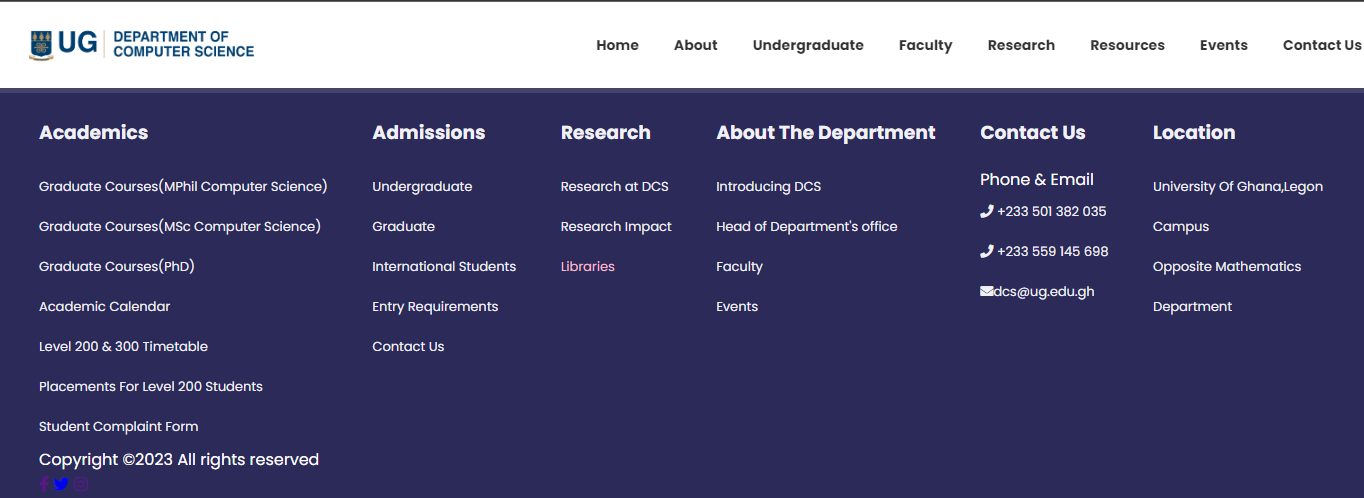 UG
DEPARTMENT OF
COMPUTER SCIENCE
Home
About
Undergraduate
Faculty
Research
Resources
Events
Contact Us
Academics
Graduate Courses(MPhil Computer Science)
Graduate Courses(MSc Computer Science)
Graduate Courses(PhD)
Academic Calendar
Level 200 & 300 Timetable
Placements For Level 200 Students
Student Complaint Form
Admissions
Undergraduate
Graduate
International Students
Entry Requirements
Contact Us
Research
Research at DCS
Research Impact
Libraries
About The Department
Introducing DCS
Head of Department's office
Faculty
Events
Contact Us
Phone & Email
+233 501 382 035
+233 559 145 698
dcs@ug.edu.gh
Location
University Of Ghana,Legon
Campus
Opposite Mathematics
Department
Copyright ©2023 All rights reserved